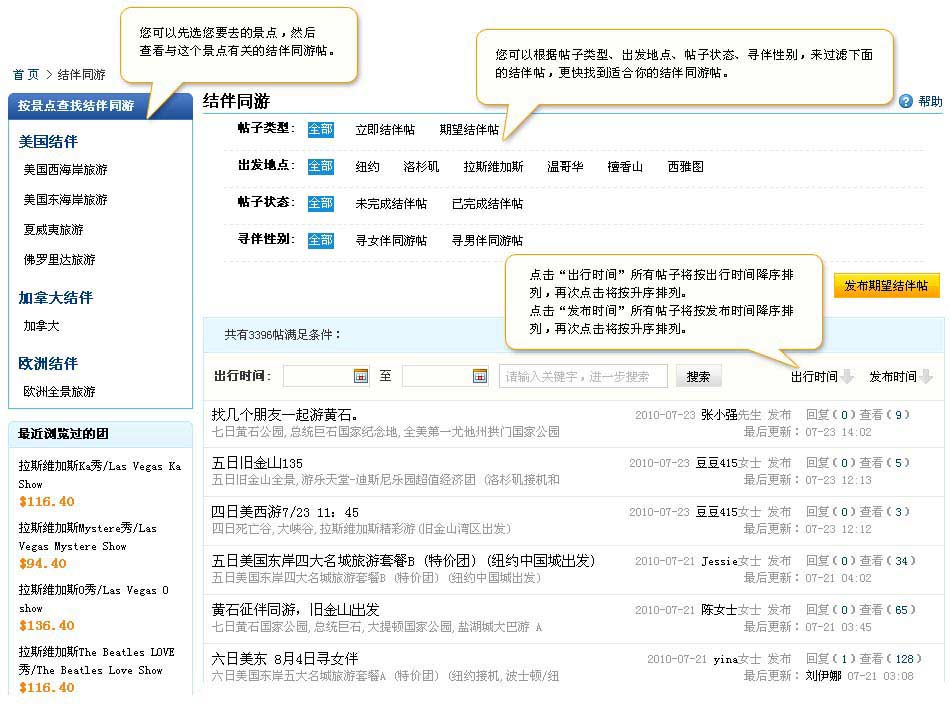 您可以先选您要去的景点，然后
查看与这个景点有关的结伴同游帖。
您可以根据帖子类型、出发地点、帖子状态、寻伴性别，来过滤下面
的结伴帖，更快找到适合你的结伴同游帖。
首页 > 结伴同游
按景点查找结伴同游
美国结伴
美国西海岸旅游
美国东海岸旅游
夏威夷旅游
佛罗里达旅游
加拿大结伴
加拿大
欧洲结伴
欧洲全景旅游
最近浏览过的团
拉斯维加斯Ka秀/Las Vegas Ka
Show
$116.40
拉斯维加斯Mystere秀/Las
Vegas Mystere Show
$94.40
拉斯维加斯O秀/Las Vegas O
show
$136.40
拉斯维加斯The Beatles LOVE
秀/The Beatles Love Show
$116.40
结伴同游
帮助
帖子类型: 全部 立即结伴帖 期望结伴帖
出发地点: 全部 纽约 洛杉矶 拉斯维加斯 温哥华 檀香山 西雅图
帖子状态: 全部 未完成结伴帖 已完成结伴帖
寻伴性别: 全部 寻女伴同游帖 寻男伴同游帖
点击“出行时间”所有帖子将按出行时间降序排
列，再次点击将按升序排列。
点击“发布时间”所有帖子将按发布时间降序排
列，再次点击将按升序排列。
发布期望结伴帖
共有3396帖满足条件：
出行时间: 至 请输入关键字，进一步搜索 搜索 出行时间 发布时间
找几个朋友一起游黄石。 2010-07-23 张小强先生 发布 回复(0)查看(9)
七日黄石公园,总统巨石国家纪念地,全美第一尤他州拱门国家公园 最后更新：07-23 14:02
五日旧金山135 2010-07-23 豆豆415女士 发布 回复(0)查看(5)
五日旧金山全景,游乐天堂-迪斯尼乐园超值经济团 (洛杉矶接机和 最后更新：07-23 12:13
四日美西游7/23 11: 45 2010-07-23 豆豆415女士 发布 回复(0)查看(3)
四日死亡谷,大峡谷,拉斯维加斯精彩游(旧金山湾区出发) 最后更新：07-23 12:12
五日美国东岸四大名城旅游套餐B (特价团) (纽约中国城出发) 2010-07-21 Jessie女士 发布 回复(0)查看(34)
五日美国东岸四大名城旅游套餐B (特价团) (纽约中国城出发) 最后更新：07-21 04:02
黄石征伴同游，旧金山出发 2010-07-21 陈女士女士 发布 回复(0)查看(65)
七日黄石国家公园,总统巨石,大提顿国家公园,盐湖城大巴游 A 最后更新：07-21 03:45
六日美东 8月4日寻女伴 2010-07-21 yina女士 发布 回复(1)查看(128)
六日美国东岸五大名城旅游套餐A (特价团) (纽约接机,波士顿/纽 最后更新：刘伊娜 07-21 03:08